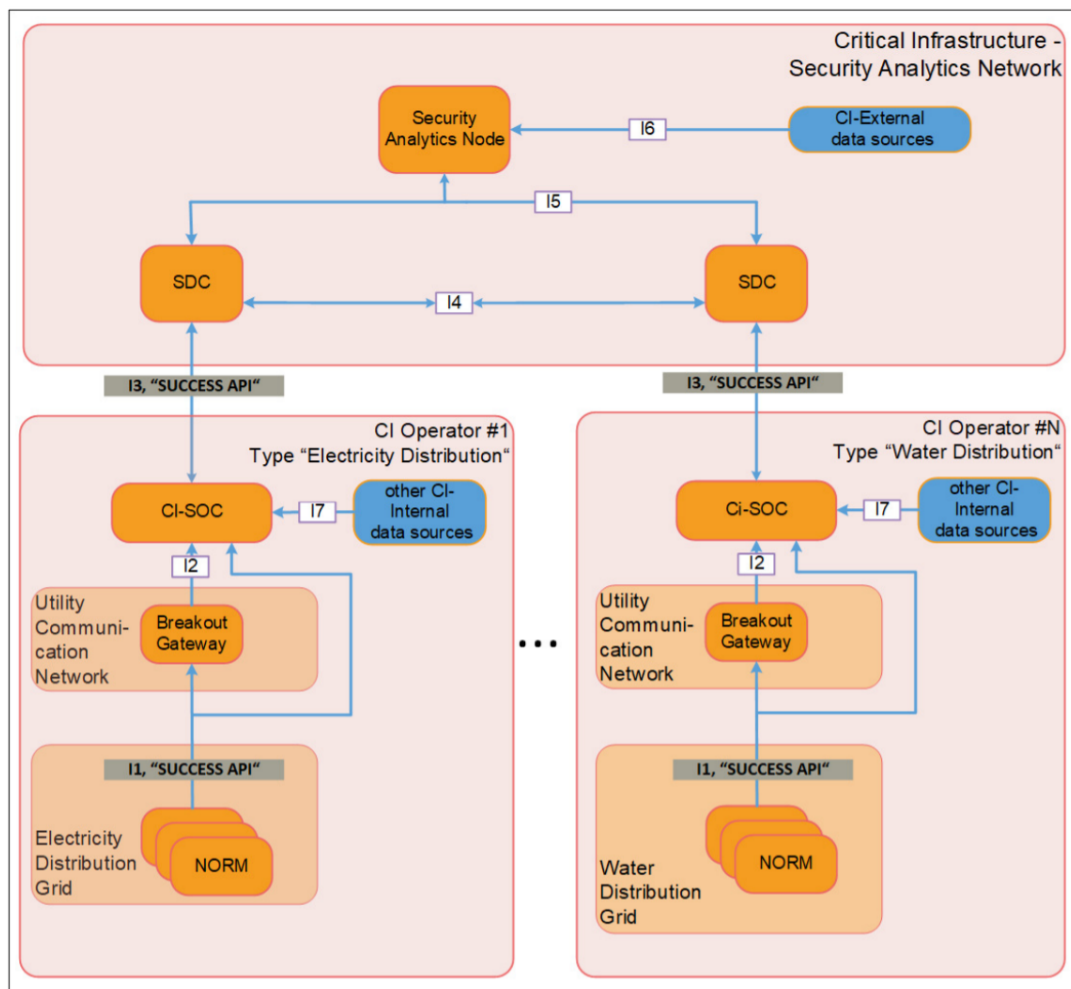 Critical Infrastructure -
Security Analytics Network
Security
Analytics Node
I6
CI-External
data sources
I5
SDC
SDC
I4
I3, “SUCCESS API“
I3, “SUCCESS API“
CI Operator #1
Type “Electricity Distribution“
CI-SOC
I7
other CI-
Internal
data sources
I2
Utility
Communi-
cation
Network
Breakout
Gateway
I1, “SUCCESS API“
Electricity
Distribution
Grid
NORM
...
CI Operator #N
Type “Water Distribution“
Ci-SOC
I7
other CI-
Internal
data sources
I2
Utility
Communi-
cation
Network
Breakout
Gateway
I1, “SUCCESS API“
Water
Distribution
Grid
NORM